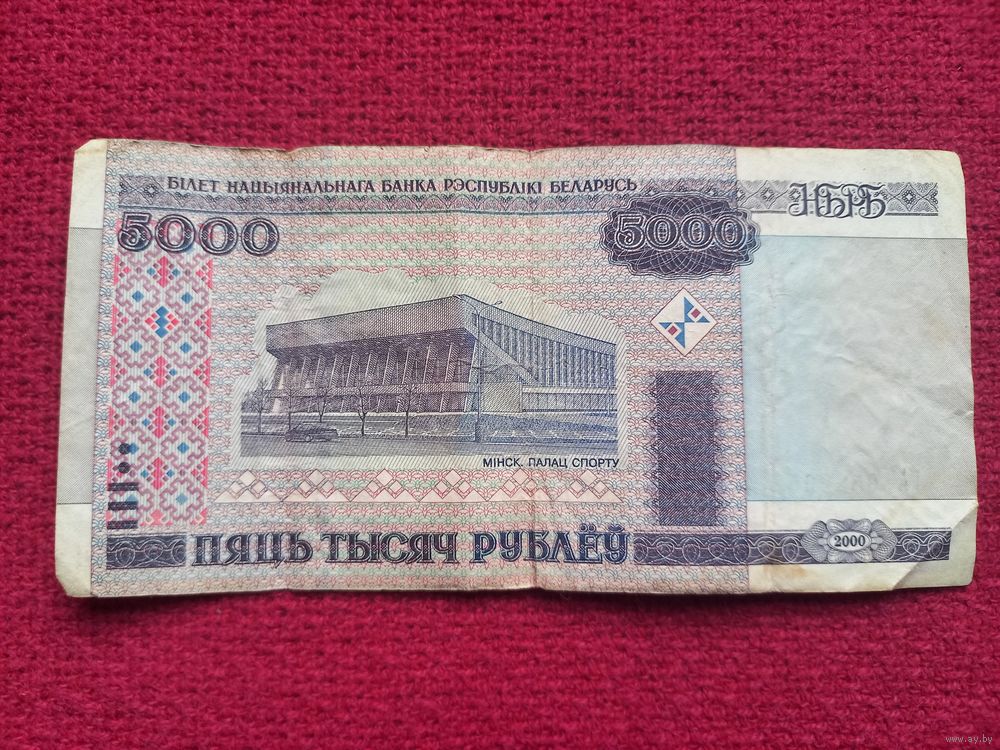 БІЛЕТ НАЦЫЯНАЛЬНАГА БАНКА РЭСПУБЛІКІ БЕЛАРУСЬ
НБРБ
5000
5000
МІНСК. ПАЛАЦ СПОРТУ
ПЯЦЬ ТЫСЯЧ РУБЛЁЎ
2000
www.ay.by